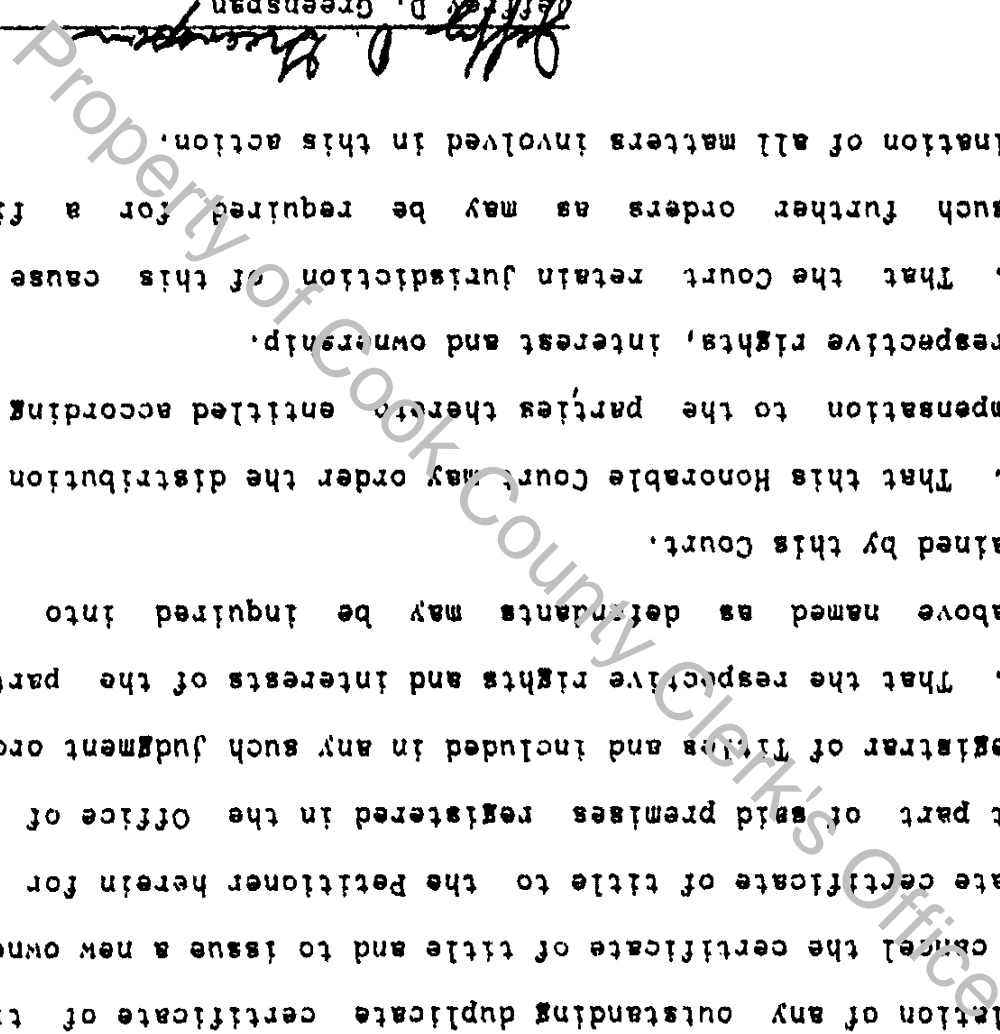 lation of any outstanding duplicate certificate of t
cancel the certificate of title and to issue a new owne
ate certificate of title to the Petitioner herein for
t part of said premises registered in the Office of
egistrar of Titles and included in any such judgment ord
. That the respective rights and interests of the part
above named as defendants may be inquired into
ained by this Court.
. That this Honorable Court may order the distribution
mpensation to the parties thereto entitled according
respective rights, interest and ownership.
. That the Court retain jurisdiction of this cause
such further orders as may be required for a fi
ination of all matters involved in this action.
Jeffrey D. Greenspan
Jeffrey D. Greenspan
Property of Cook County Clerk's Office